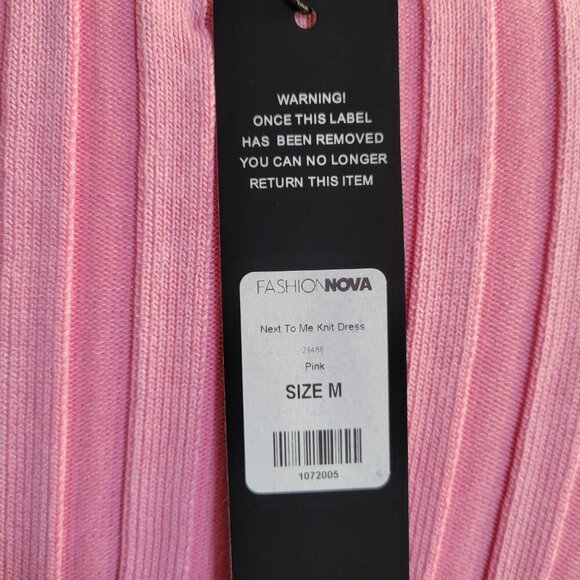 WARNING!
ONCE THIS LABEL
HAS BEEN REMOVED
YOU CAN NO LONGER
RETURN THIS ITEM
FASHIONNOVA
Next To Me Knit Dress
21488
Pink
SIZE M
1072005